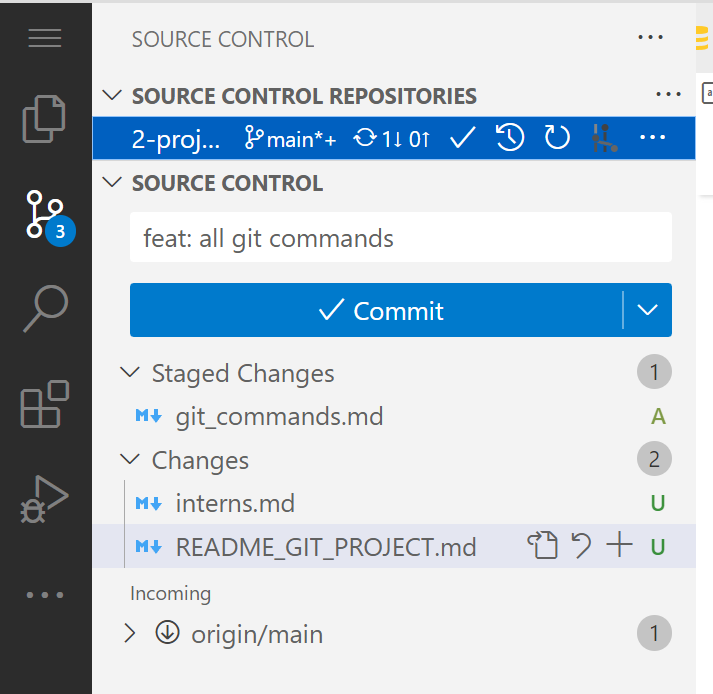 SOURCE CONTROL
SOURCE CONTROL REPOSITORIES
2-proj... main*+ 1↓ 0↑
SOURCE CONTROL
3
feat: all git commands
Commit
Staged Changes 1
git_commands.md A
Changes 2
interns.md U
README_GIT_PROJECT.md U
Incoming
origin/main 1